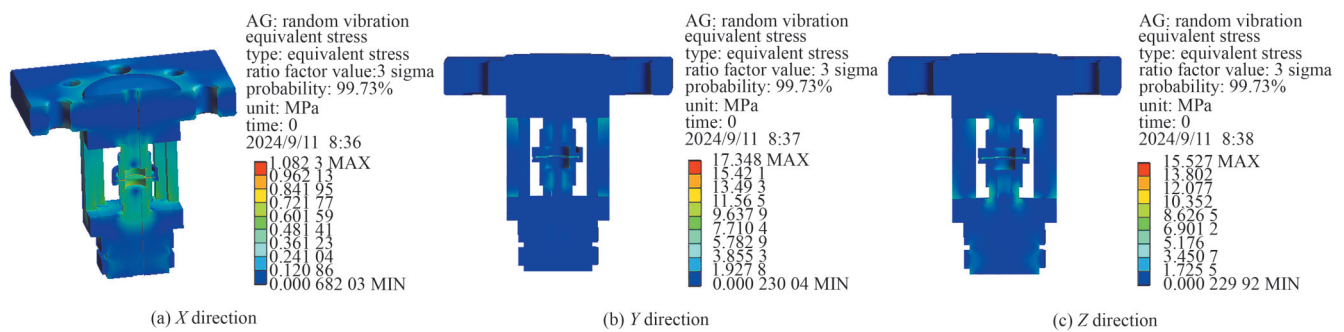 AG: random vibration
equivalent stress
type: equivalent stress
ratio factor value:3 sigma
probability: 99.73%
unit: MPa
time: 0
2024/9/11 8:36
1.082 3 MAX
0.962 13
0.841 95
0.721 77
0.601 59
0.481 41
0.361 23
0.241 04
0.120 86
0.000 682 03 MIN
(a) X direction
AG: random vibration
equivalent stress
type: equivalent stress
ratio factor value: 3 sigma
probability: 99.73%
unit: MPa
time: 0
2024/9/11 8:37
17.348 MAX
15.42 1
13.49 3
11.56 5
9.637 9
7.710 4
5.782 9
3.855 3
1.927 8
0.000 230 04 MIN
(b) Y direction
AG: random vibration
equivalent stress
type: equivalent stress
ratio factor value: 3 sigma
probability: 99.73%
unit: MPa
time: 0
2024/9/11 8:38
15.527 MAX
13.802
12.077
10.352
8.626 5
6.901 2
5.176
3.450 7
1.725 5
0.000 229 92 MIN
(c) Z direction